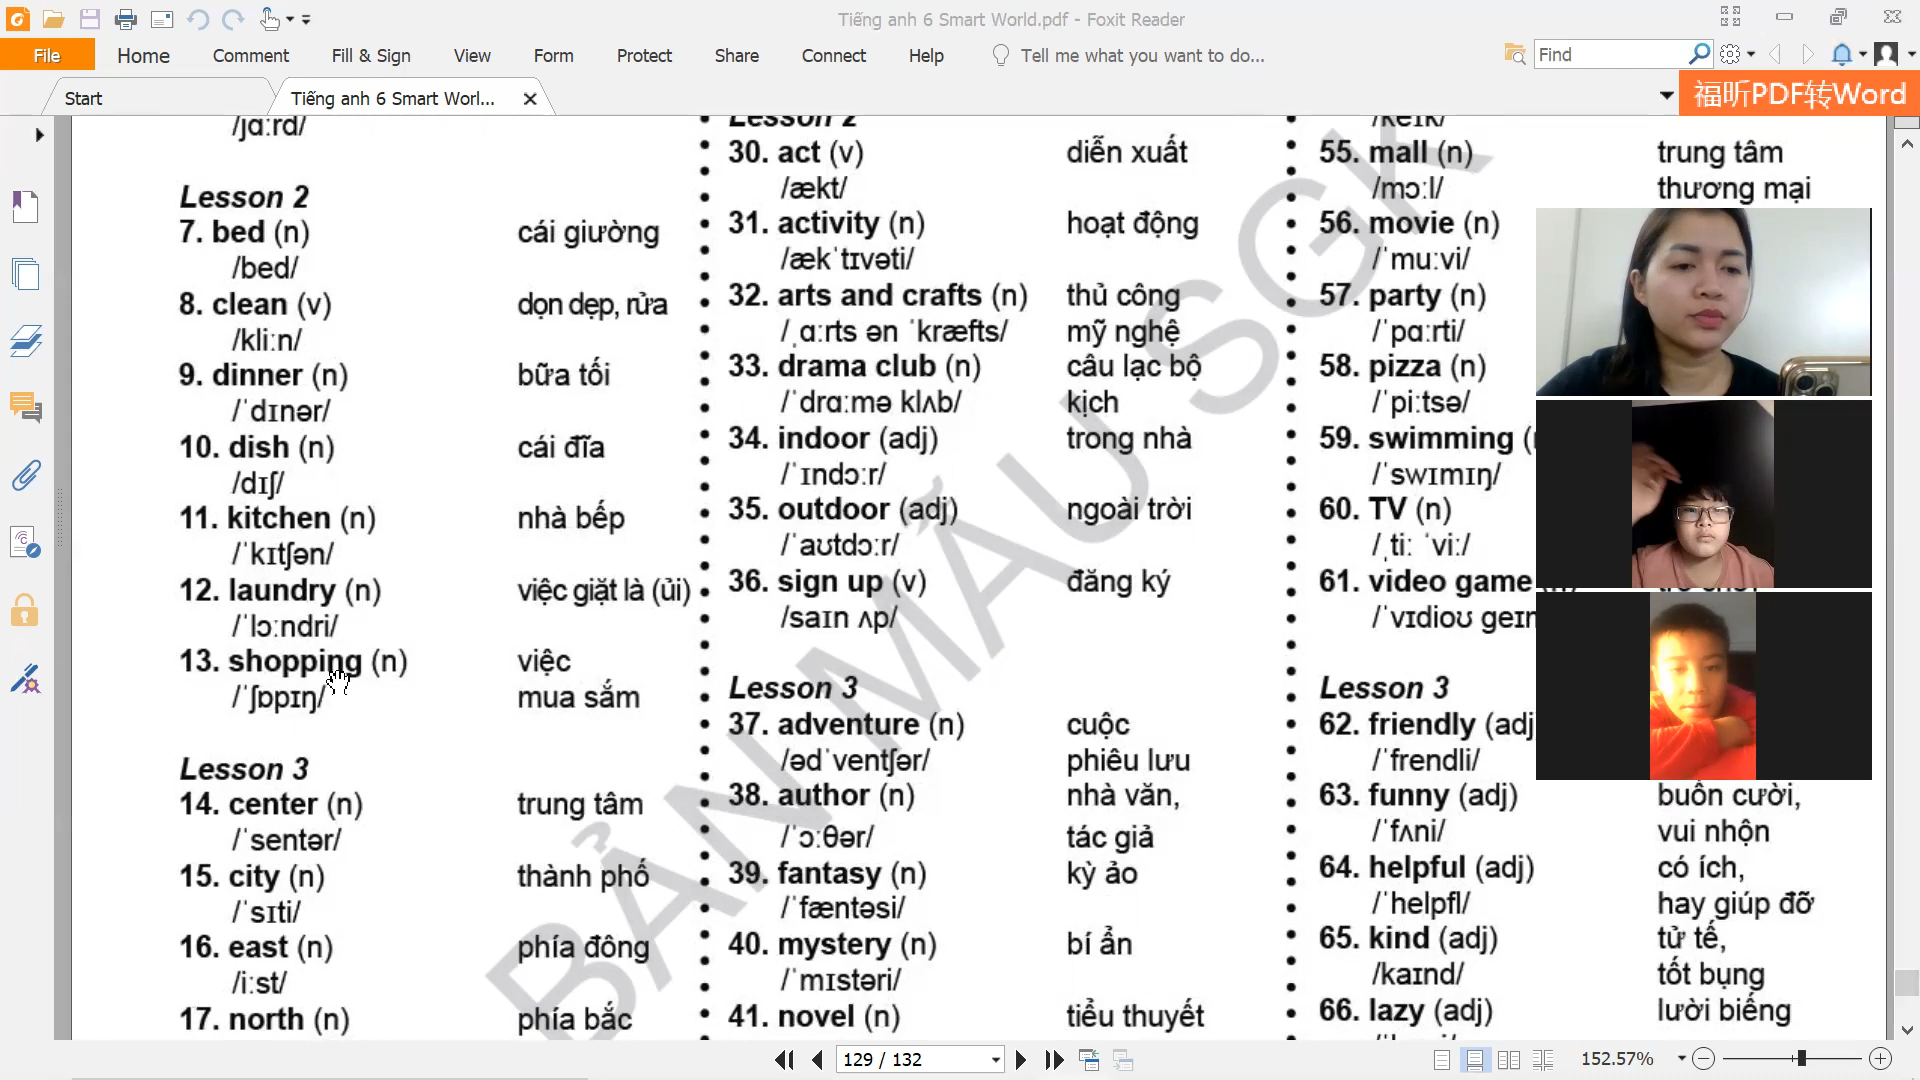 Tiếng anh 6 Smart World.pdf - Foxit Reader
File Home Comment Fill & Sign View Form Protect Share Connect Help Tell me what you want to do... Find
Start Tiếng anh 6 Smart Worl... 福昕PDF转Word
/jɑːrd/
Lesson 2
7. bed (n) cái giường
/bed/
8. clean (v) dọn dẹp, rửa
/kliːn/
9. dinner (n) bữa tối
/ˈdɪnər/
10. dish (n) cái đĩa
/dɪʃ/
11. kitchen (n) nhà bếp
/ˈkɪtʃən/
12. laundry (n) việc giặt là (ủi)
/ˈlɔːndri/
13. shopping (n) việc
/ˈʃɒpɪŋ/ mua sắm
Lesson 3
14. center (n) trung tâm
/ˈsentər/
15. city (n) thành phố
/ˈsɪti/
16. east (n) phía đông
/iːst/
17. north (n) phía bắc
Lesson 2
30. act (v) diễn xuất
/ækt/
31. activity (n) hoạt động
/ækˈtɪvəti/
32. arts and crafts (n) thủ công
/ˌɑːrts ən ˈkræfts/ mỹ nghệ
33. drama club (n) câu lạc bộ
/ˈdrɑːmə klʌb/ kịch
34. indoor (adj) trong nhà
/ˈɪndɔːr/
35. outdoor (adj) ngoài trời
/ˈaʊtdɔːr/
36. sign up (v) đăng ký
/saɪn ʌp/
Lesson 3
37. adventure (n) cuộc
/ədˈventʃər/ phiêu lưu
38. author (n) nhà văn,
/ˈɔːθər/ tác giả
39. fantasy (n) kỳ ảo
/ˈfæntəsi/
40. mystery (n) bí ẩn
/ˈmɪstəri/
41. novel (n) tiểu thuyết
/keɪk/
55. mall (n) trung tâm
/mɔːl/ thương mại
56. movie (n)
/ˈmuːvi/
57. party (n)
/ˈpɑːrti/
58. pizza (n)
/ˈpiːtsə/
59. swimming
/ˈswɪmɪŋ/
60. TV (n)
/ˌtiː ˈviː/
61. video game
/ˈvɪdioʊ geɪm
Lesson 3
62. friendly (adj
/ˈfrendli/
63. funny (adj) buồn cười,
/ˈfʌni/ vui nhộn
64. helpful (adj) có ích,
/ˈhelpfl/ hay giúp đỡ
65. kind (adj) tử tế,
/kaɪnd/ tốt bụng
66. lazy (adj) lười biếng
BẢN MẪU SGK
129 / 132 152.57%